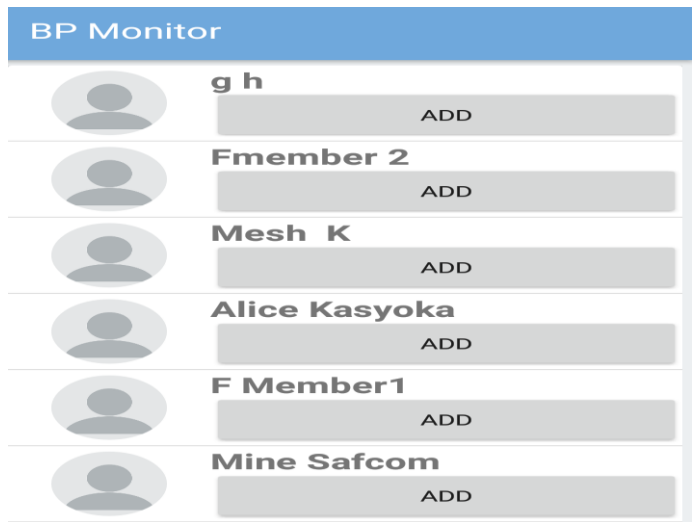 BP Monitor
g h
ADD
Fmember 2
ADD
Mesh  K
ADD
Alice Kasyoka
ADD
F Member1
ADD
Mine Safcom
ADD